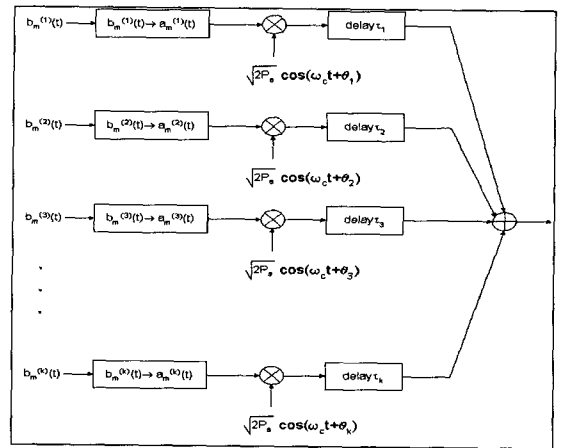 b_m^(1)(t) b_m^(1)(t) → a_m^(1)(t) delay τ_1
√2P_s cos(ω_c t+θ_1)
b_m^(2)(t) b_m^(2)(t) → a_m^(2)(t) delay τ_2
√2P_s cos(ω_c t+θ_2)
b_m^(3)(t) b_m^(3)(t) → a_m^(3)(t) delay τ_3
√2P_s cos(ω_c t+θ_3)
b_m^(k)(t) b_m^(k)(t) → a_m^(k)(t) delay τ_k
√2P_s cos(ω_c t+θ_k)